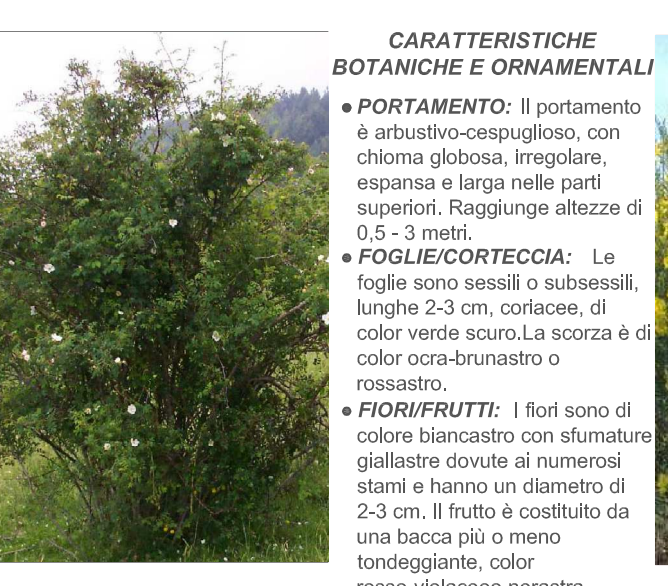 CARATTERISTICHE
BOTANICHE E ORNAMENTALI
● PORTAMENTO: Il portamento
è arbustivo-cespuglioso, con
chioma globosa, irregolare,
espansa e larga nelle parti
superiori. Raggiunge altezze di
0,5 - 3 metri.
● FOGLIE/CORTECCIA: Le
foglie sono sessili o subsessili,
lunghe 2-3 cm, coriacee, di
color verde scuro.La scorza è di
color ocra-brunastro o
rossastro.
● FIORI/FRUTTI: I fiori sono di
colore biancastro con sfumature
giallastre dovute ai numerosi
stami e hanno un diametro di
2-3 cm. Il frutto è costituito da
una bacca più o meno
tondeggiante, color
rosso-violaceo-nerastra